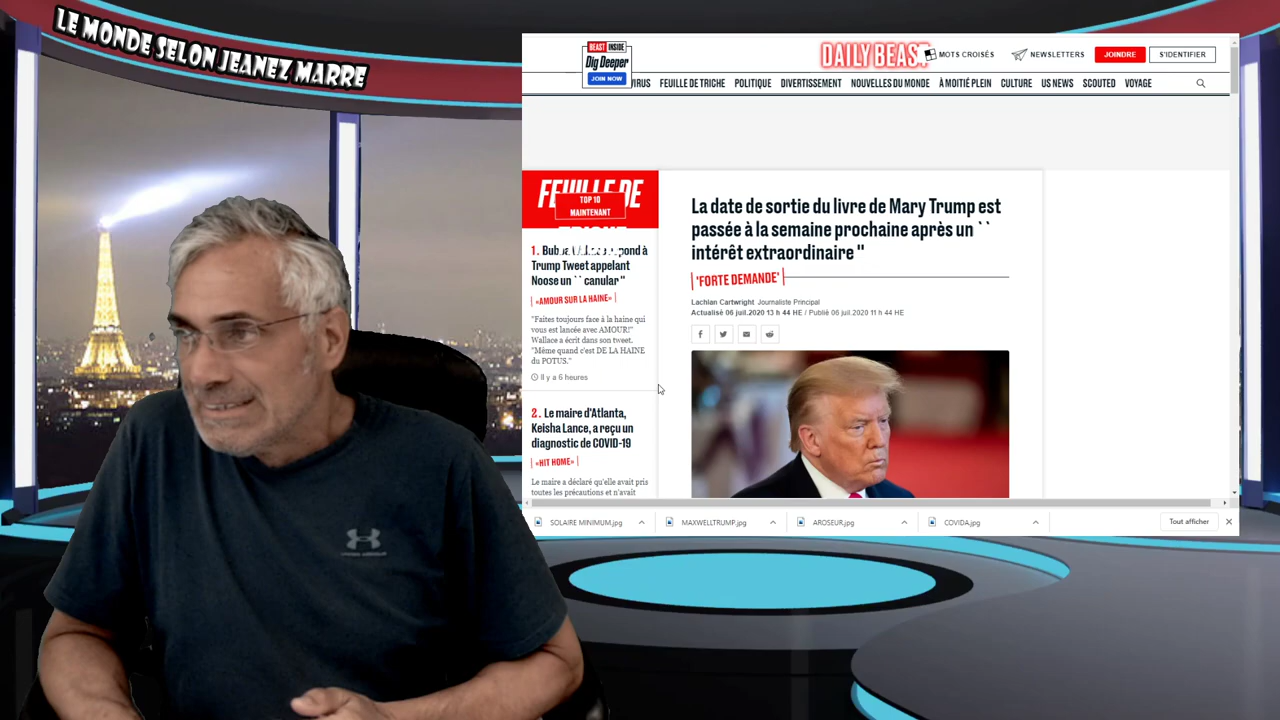 LE MONDE SELON JEANEZ MARRE
BEAST INSIDE
Dig Deeper
JOIN NOW
DAILY BEAST
MOTS CROISÉS
NEWSLETTERS
JOINDRE
S'IDENTIFIER
VIRUS FEUILLE DE TRICHE POLITIQUE DIVERTISSEMENT NOUVELLES DU MONDE À MOITIÉ PLEIN CULTURE US NEWS SCOUTED VOYAGE
FEUILLE DE
TOP 10
MAINTENANT
1. pond à
Trump Tweet appelant
Noose un ``canular"
«AMOUR SUR LA HAINE»
"Faites toujours face à la haine qui
vous est lancée avec AMOUR!"
Wallace a écrit dans son tweet.
"Même quand c'est DE LA HAINE
du POTUS."
Il y a 6 heures
2. Le maire d'Atlanta,
Keisha Lance, a reçu un
diagnostic de COVID-19
«HIT HOME»
Le maire a déclaré qu'elle avait pris
toutes les précautions et n'avait
La date de sortie du livre de Mary Trump est
passée à la semaine prochaine après un ``
intérêt extraordinaire "
'FORTE DEMANDE'
Lachlan Cartwright Journaliste Principal
Actualisé 06 juil.2020 13 h 44 HE / Publié 06 juil.2020 11 h 44 HE
SOLAIRE MINIMUM.jpg
MAXWELLTRUMP.jpg
AROSEUR.jpg
COVIDA.jpg
Tout afficher
UNDER ARMOUR